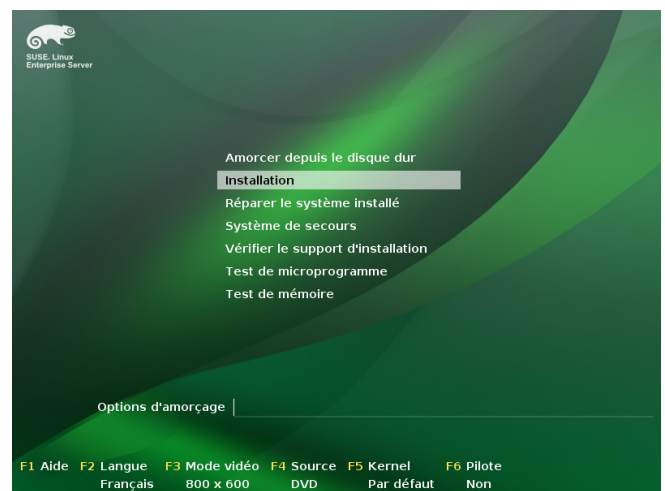 SUSE. Linux
Enterprise Server
Amorcer depuis le disque dur
Installation
Réparer le système installé
Système de secours
Vérifier le support d'installation
Test de microprogramme
Test de mémoire
Options d'amorçage
F1 Aide F2 Langue F3 Mode vidéo F4 Source F5 Kernel F6 Pilote
Français 800 x 600 DVD Par défaut Non